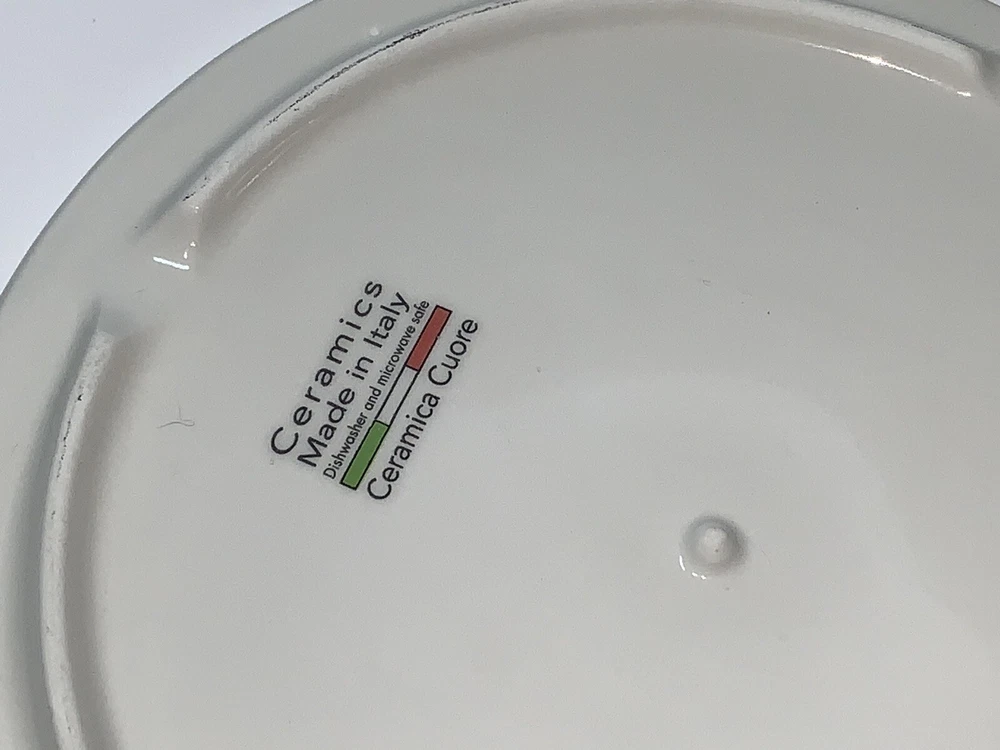 Ceramics
Made in Italy
Dishwasher and microwave safe
Ceramica Cuore